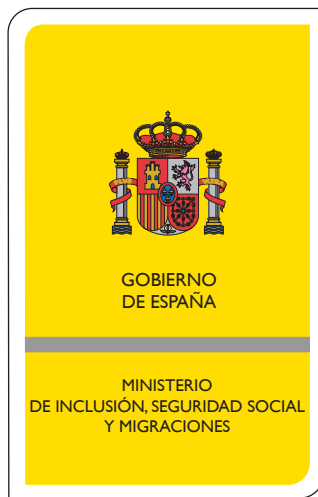 GOBIERNO
DE ESPAÑA
MINISTERIO
DE INCLUSIÓN, SEGURIDAD SOCIAL
Y MIGRACIONES